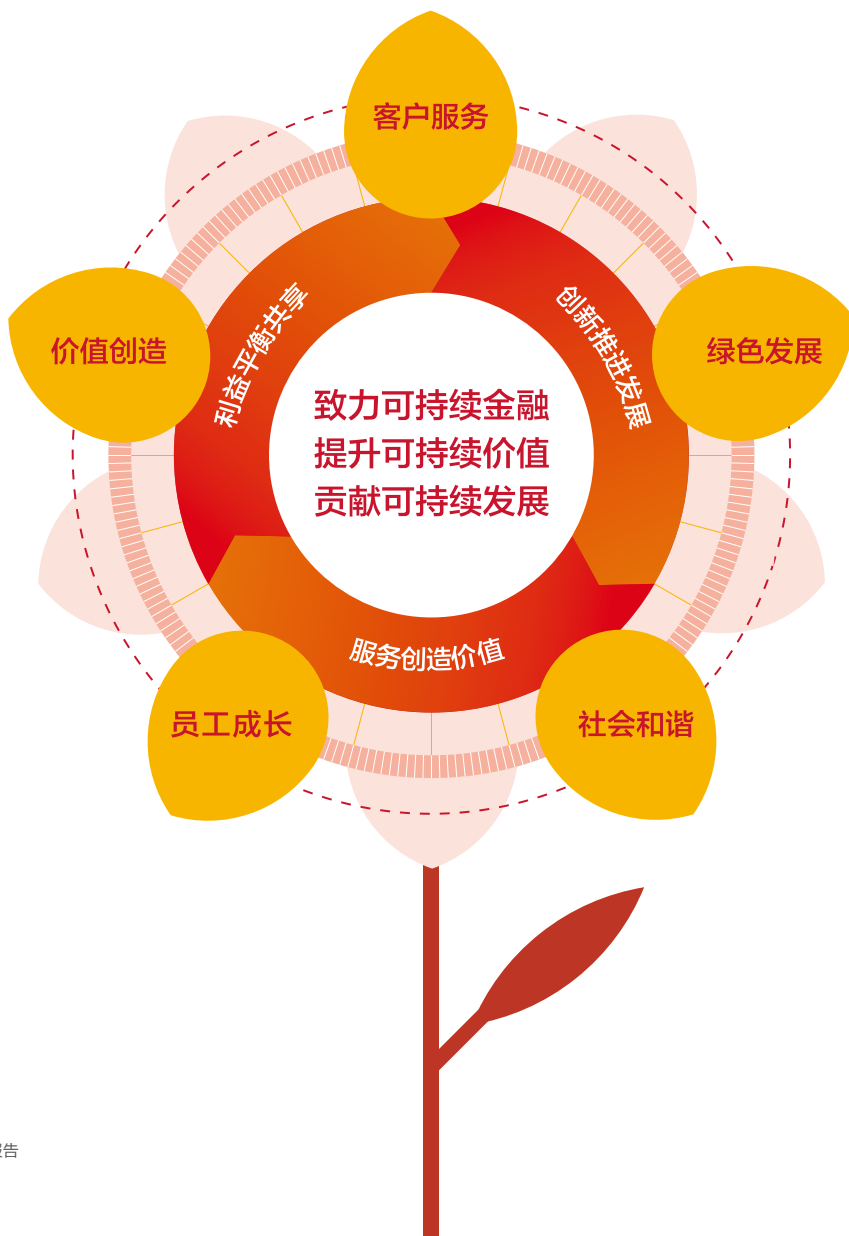 客户服务
价值创造
绿色发展
利益平衡共享
创新推进发展
致力可持续金融
提升可持续价值
贡献可持续发展
服务创造价值
员工成长
社会和谐
告